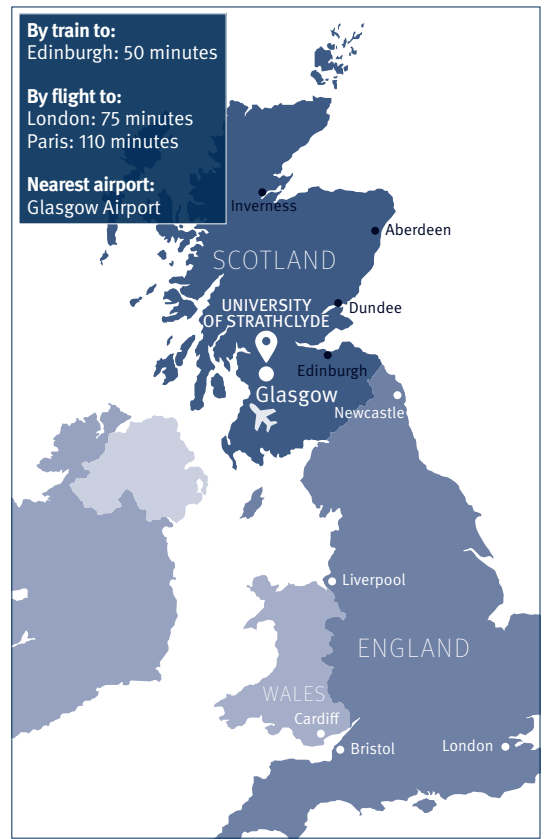 By train to:
Edinburgh: 50 minutes
By flight to:
London: 75 minutes
Paris: 110 minutes
Nearest airport:
Glasgow Airport
Inverness
Aberdeen
SCOTLAND
UNIVERSITY
OF STRATHCLYDE
Dundee
Edinburgh
Glasgow
Newcastle
Liverpool
ENGLAND
WALES
Cardiff
Bristol
London